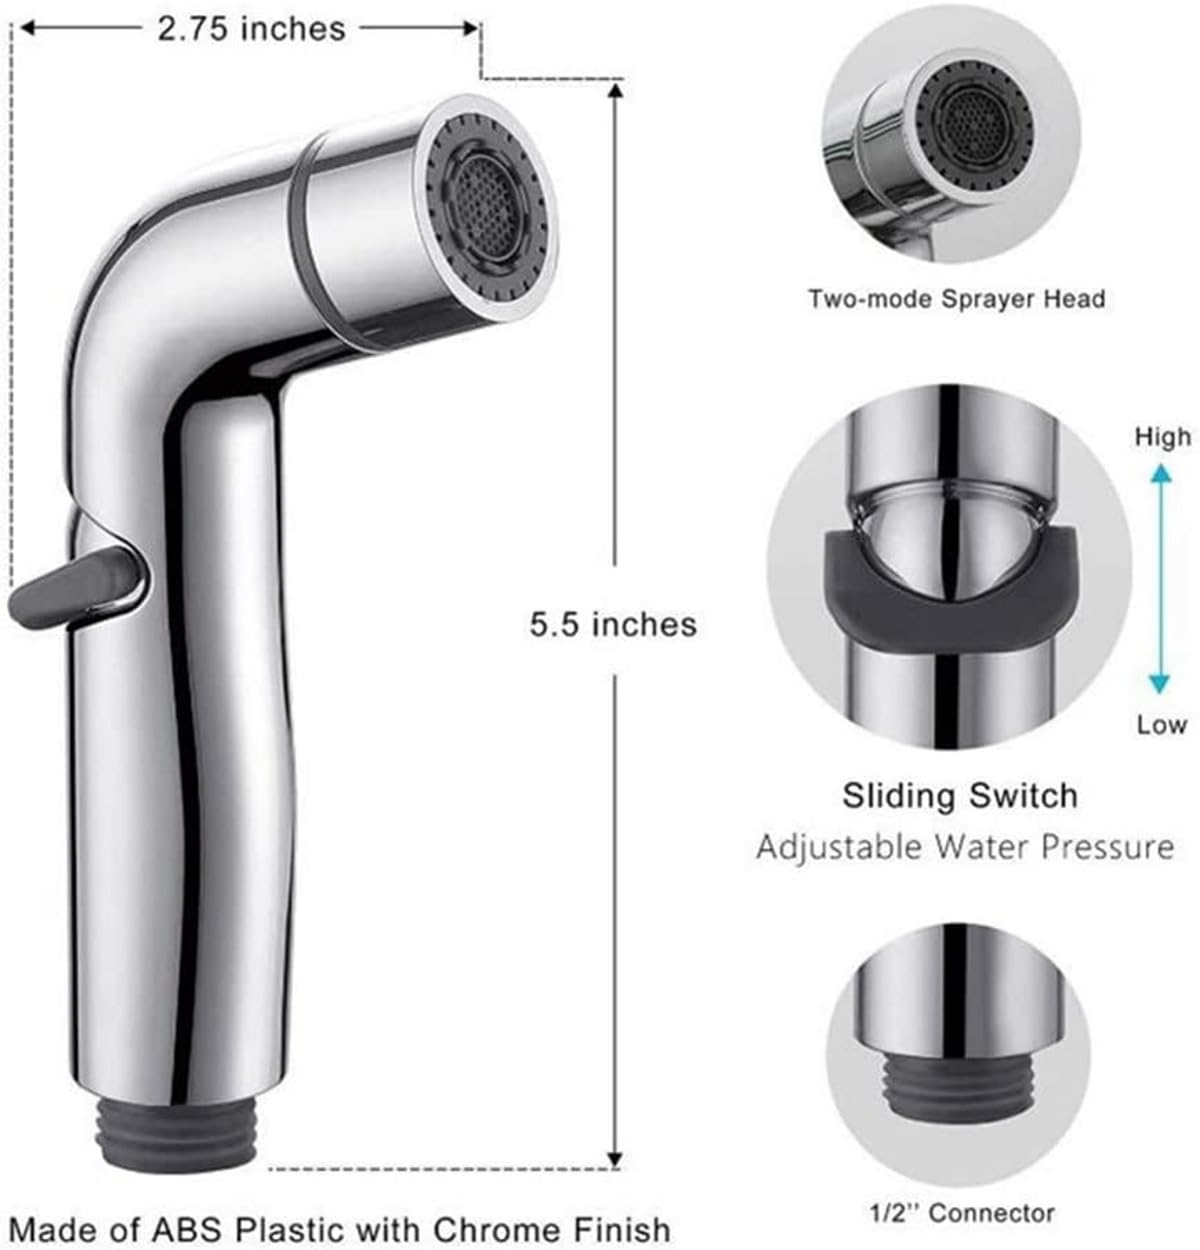 2.75 inches
Two-mode Sprayer Head
High
5.5 inches
Low
Sliding Switch
Adjustable Water Pressure
1/2'' Connector
Made of ABS Plastic with Chrome Finish